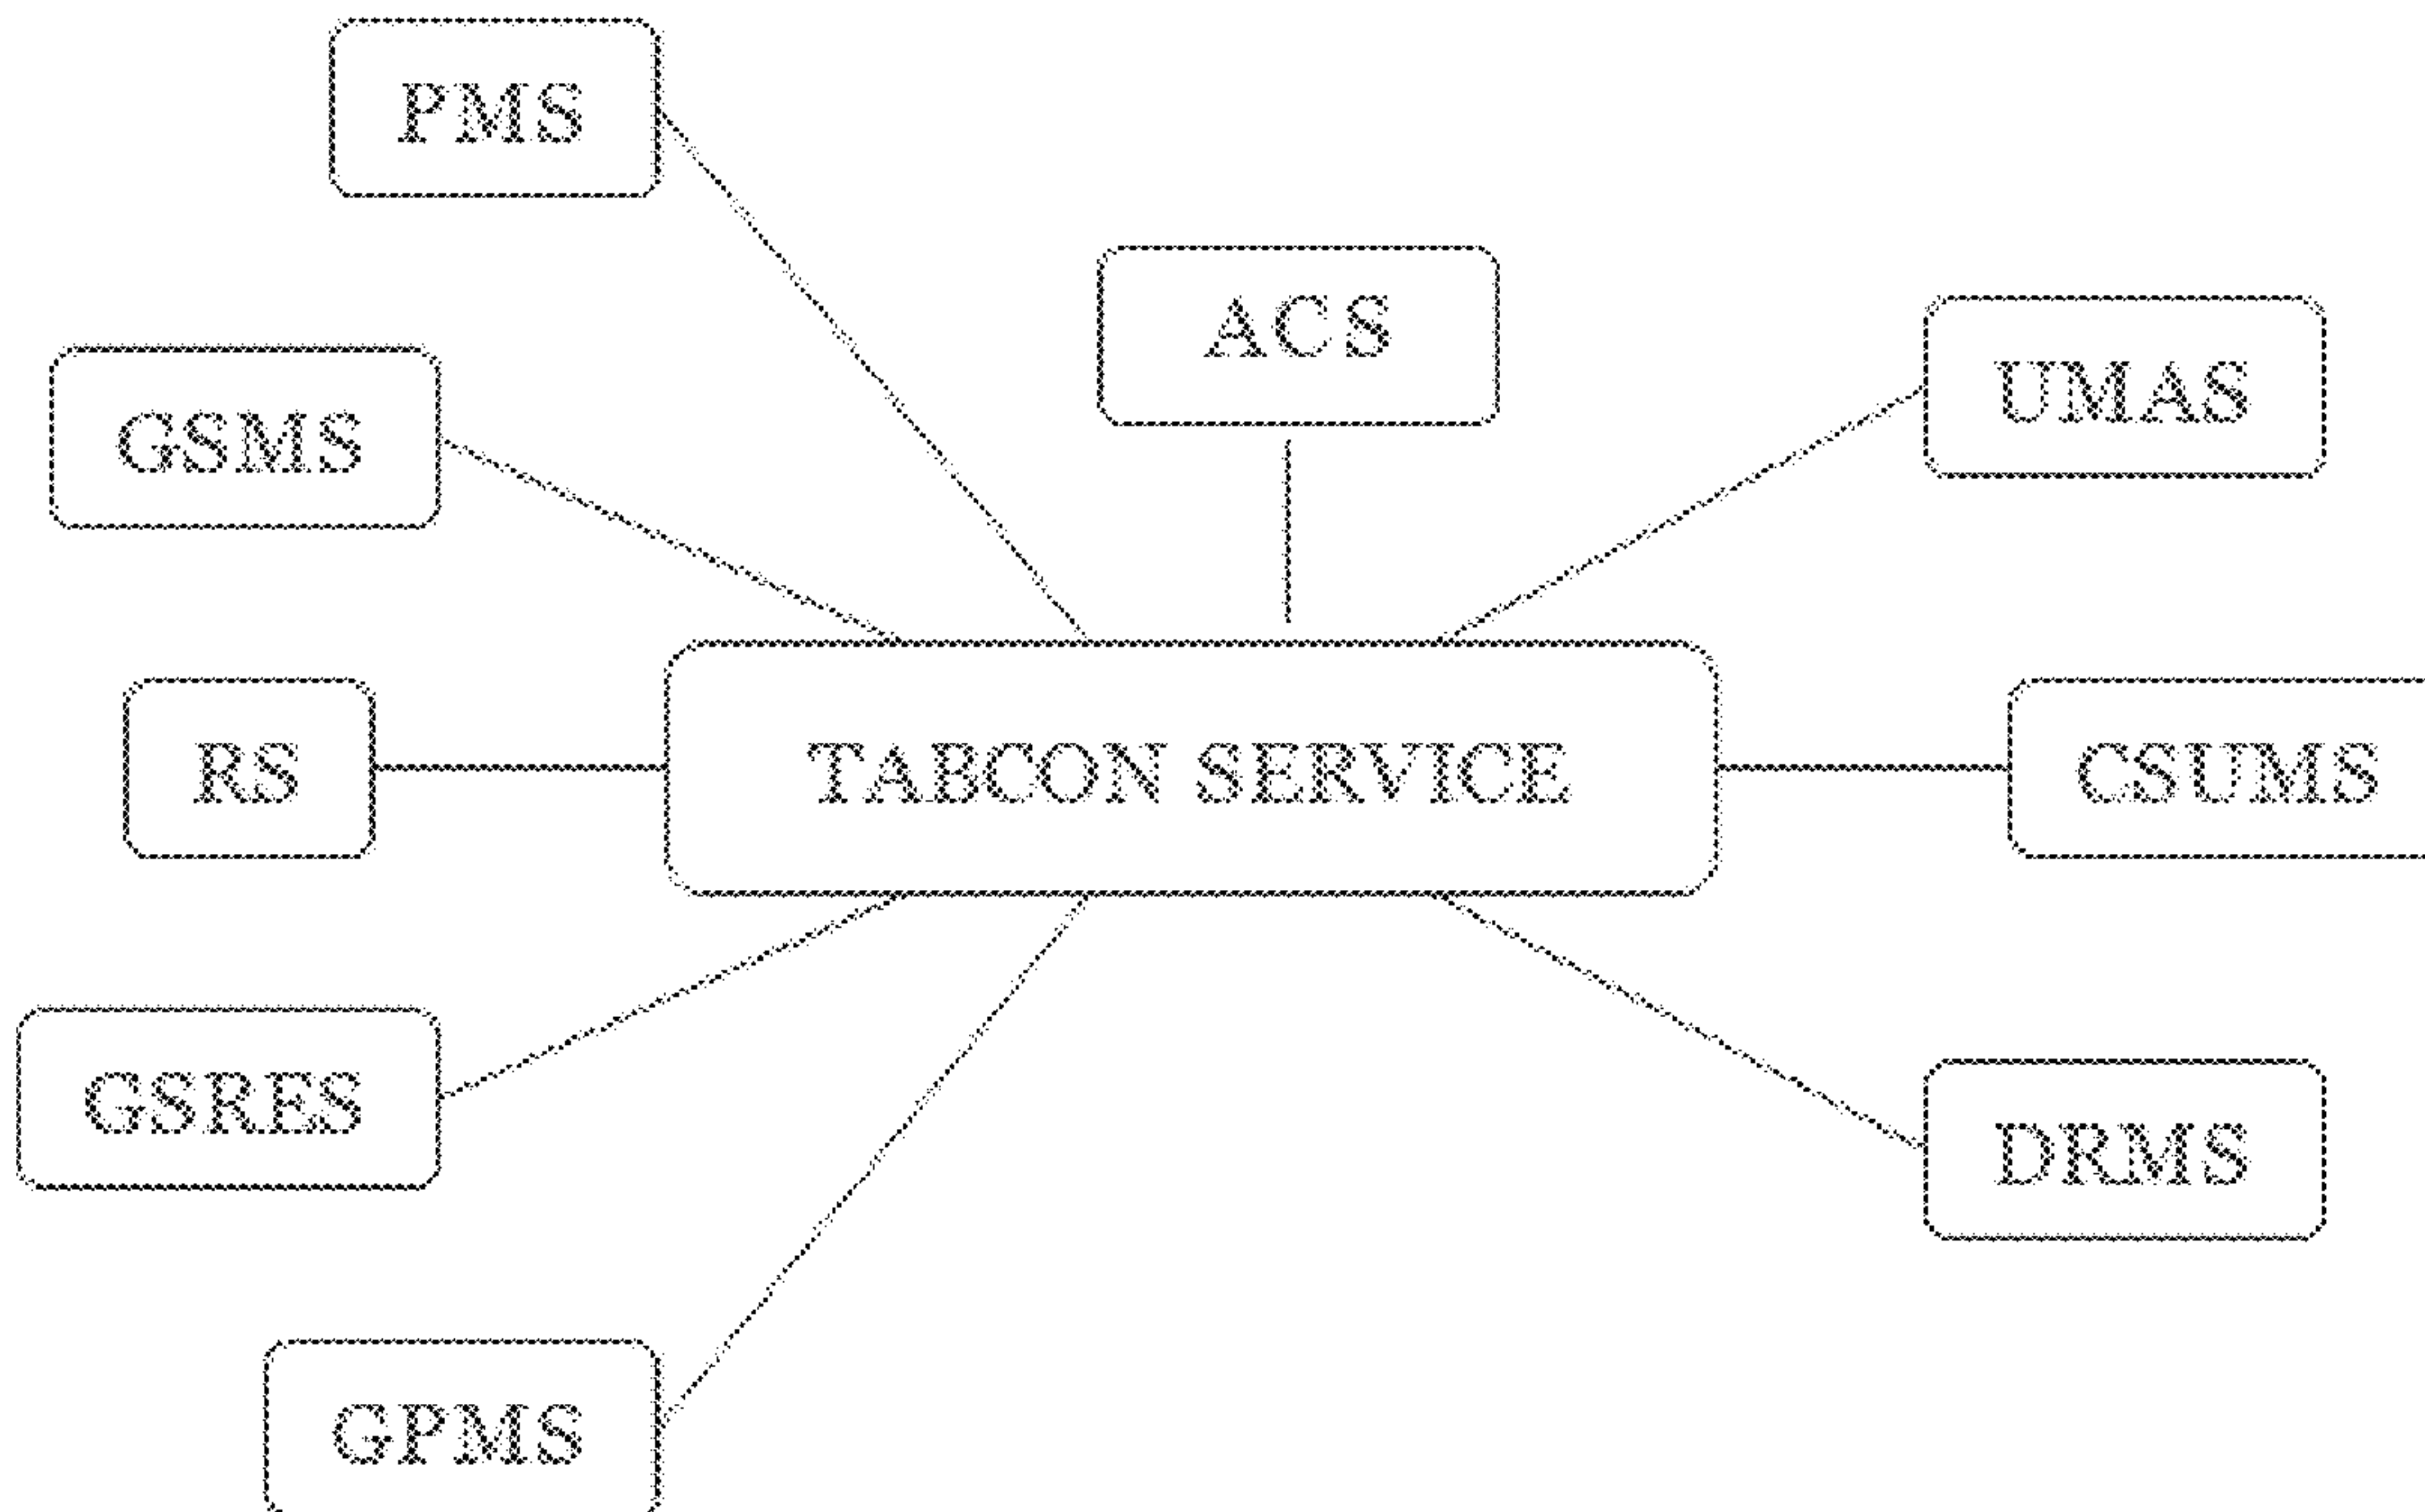 PMS
ACS
UMAS
GSMS
RS
TABCON SERVICE
CSUMS
GSRES
DRMS
GPMS